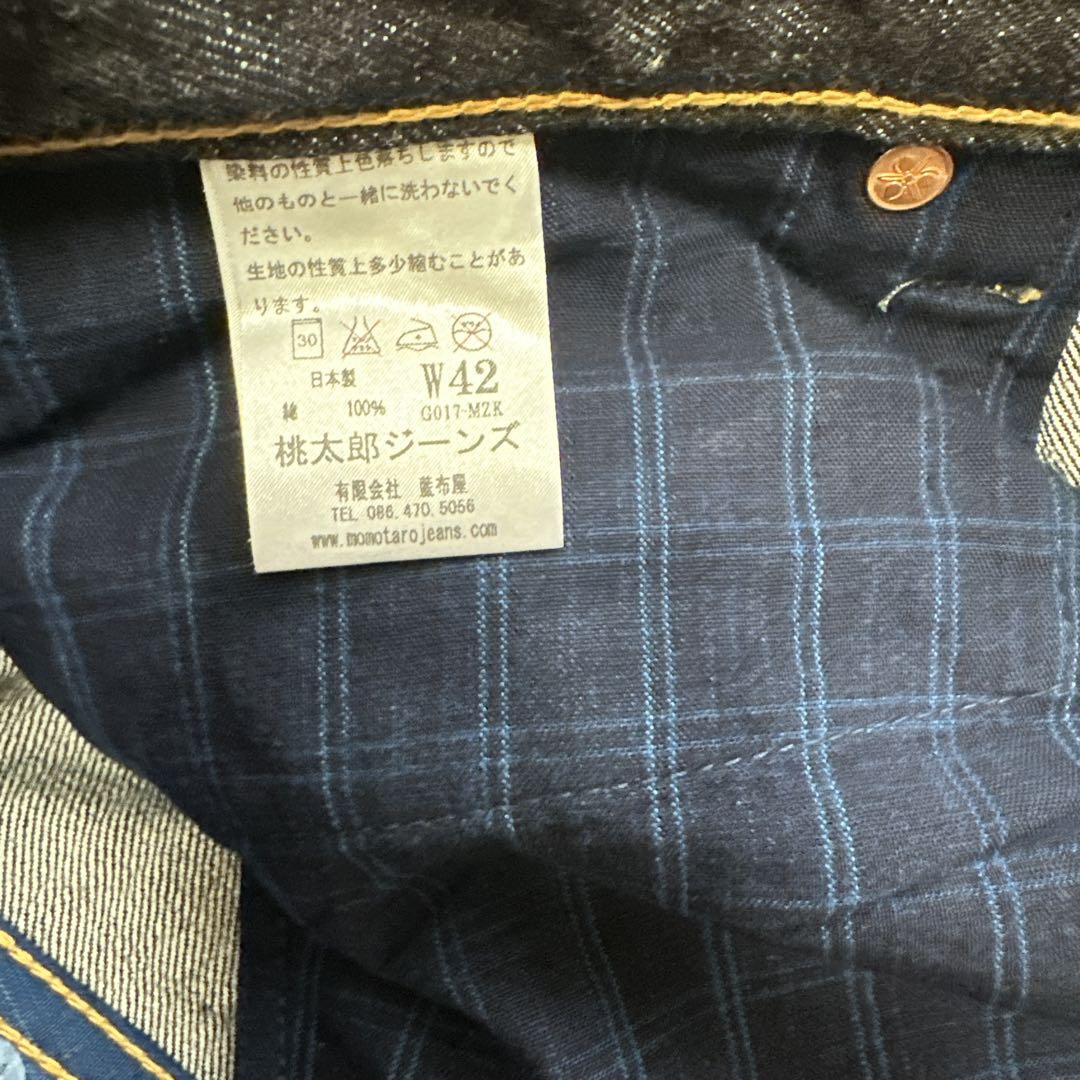 染料の性質上色落ちしますので
他のものと一緒に洗わないでく
ださい。
生地の性質上多少縮むことがあ
ります。
30
日本製 W42
綿 100% G017-MZK
桃太郎ジーンズ
有限会社 藍布屋
TEL 086.470.5056
www.momotarojeans.com